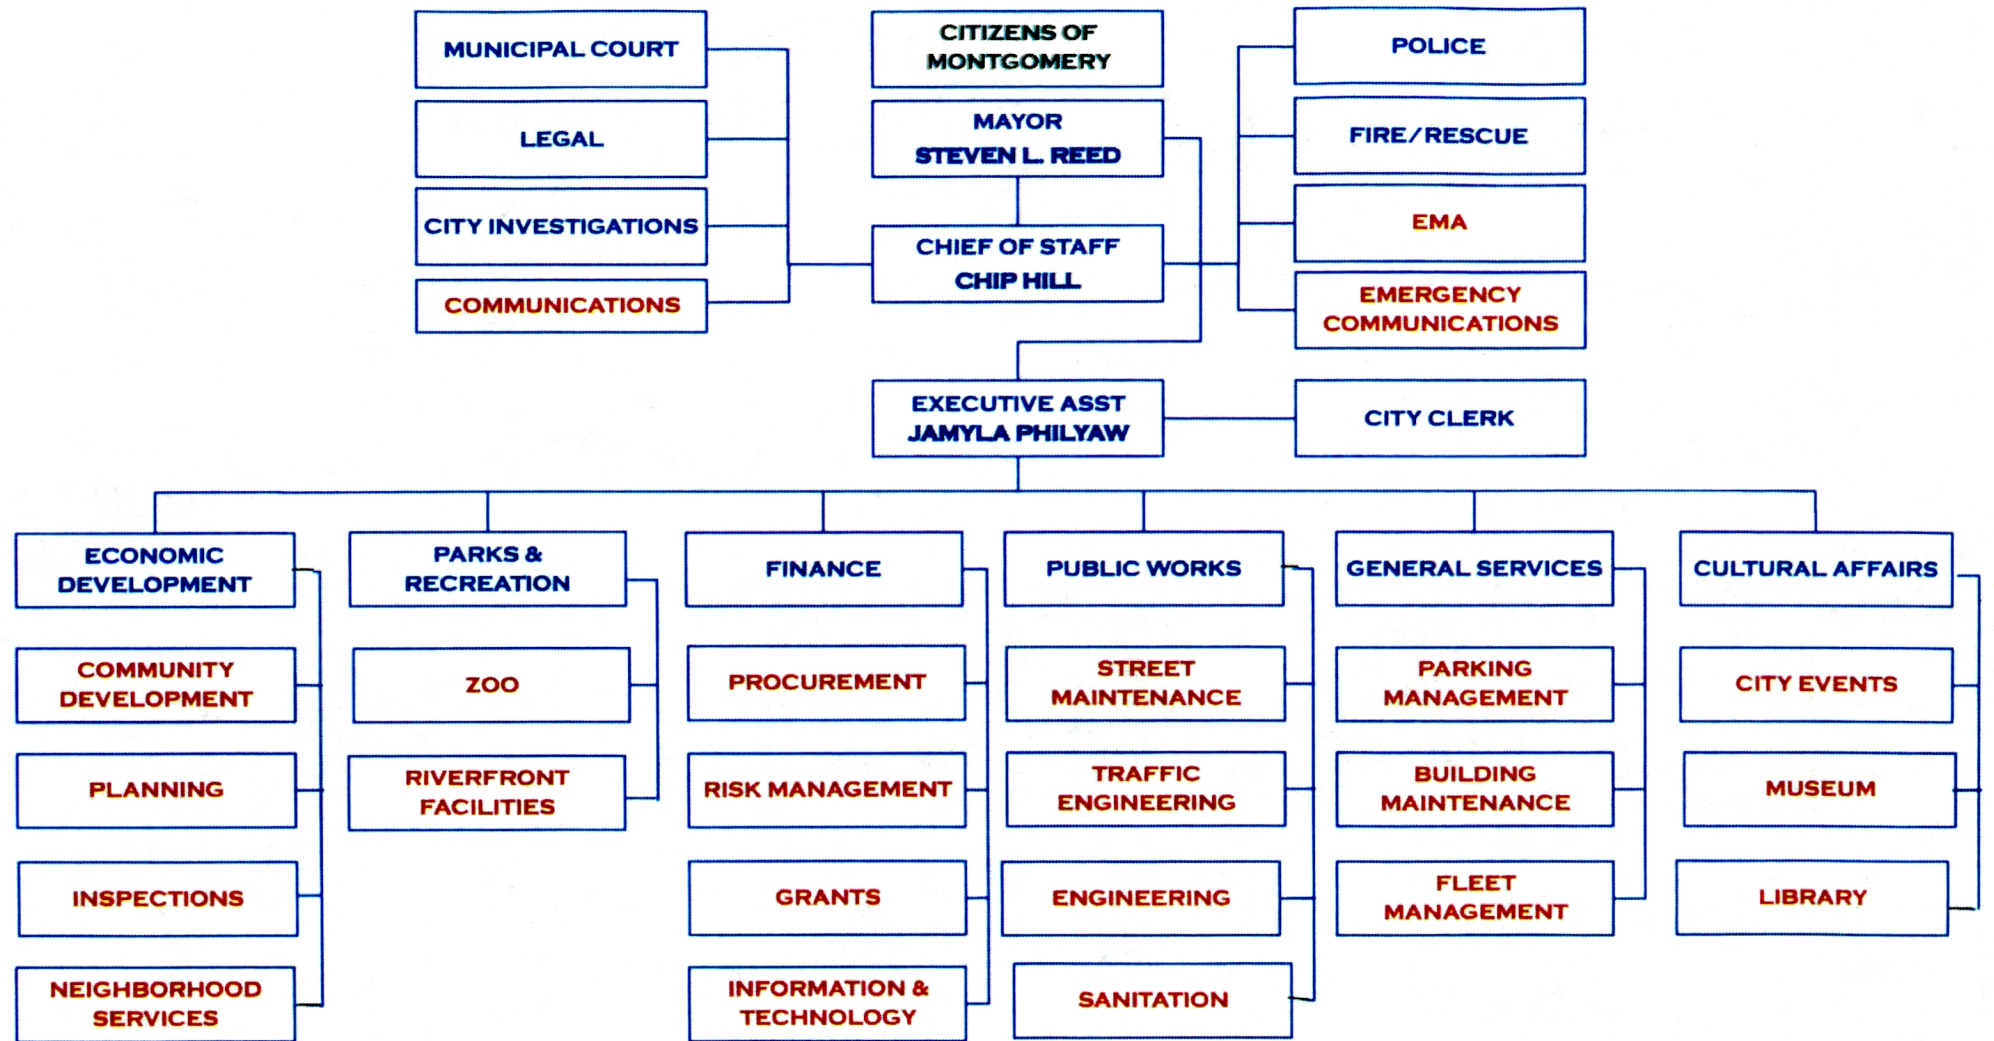 MUNICIPAL COURT
LEGAL
CITY INVESTIGATIONS
COMMUNICATIONS
CITIZENS OF
MONTGOMERY
MAYOR
STEVEN L. REED
CHIEF OF STAFF
CHIP HILL
POLICE
FIRE/RESCUE
EMA
EMERGENCY
COMMUNICATIONS
EXECUTIVE ASST
JAMYLA PHILYAW
CITY CLERK
ECONOMIC
DEVELOPMENT
COMMUNITY
DEVELOPMENT
PLANNING
INSPECTIONS
NEIGHBORHOOD
SERVICES
PARKS &
RECREATION
ZOO
RIVERFRONT
FACILITIES
FINANCE
PROCUREMENT
RISK MANAGEMENT
GRANTS
INFORMATION &
TECHNOLOGY
PUBLIC WORKS
STREET
MAINTENANCE
TRAFFIC
ENGINEERING
ENGINEERING
SANITATION
GENERAL SERVICES
PARKING
MANAGEMENT
BUILDING
MAINTENANCE
FLEET
MANAGEMENT
CULTURAL AFFAIRS
CITY EVENTS
MUSEUM
LIBRARY